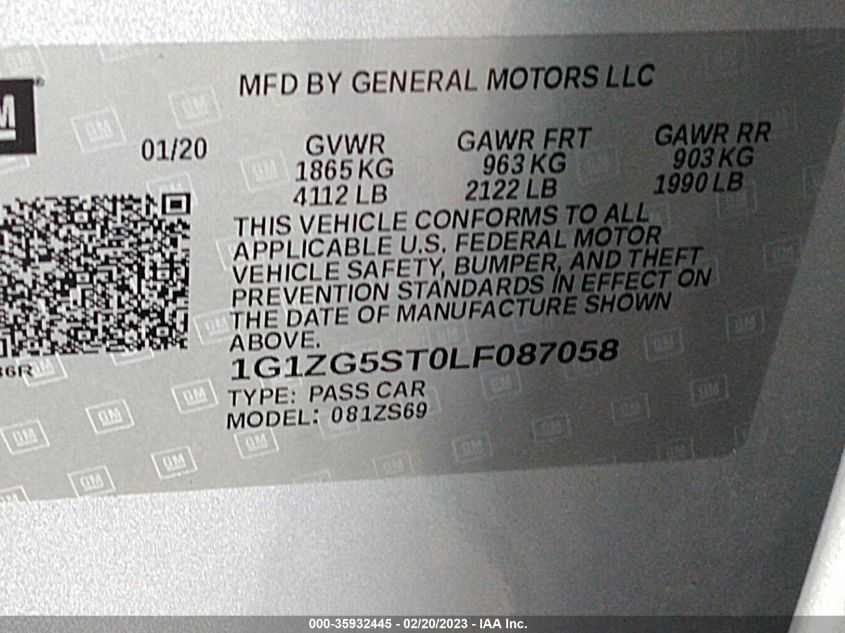 MFD BY GENERAL MOTORS LLC
01/20 GVWR GAWR FRT GAWR RR
1865 KG 963 KG 903 KG
4112 LB 2122 LB 1990 LB
THIS VEHICLE CONFORMS TO ALL
APPLICABLE U.S. FEDERAL MOTOR
VEHICLE SAFETY, BUMPER, AND THEFT
PREVENTION STANDARDS IN EFFECT ON
THE DATE OF MANUFACTURE SHOWN
ABOVE.
1G1ZG5ST0LF087058
TYPE: PASS CAR
MODEL: 081ZS69
GM
000-35932445 - 02/20/2023 - IAA Inc.